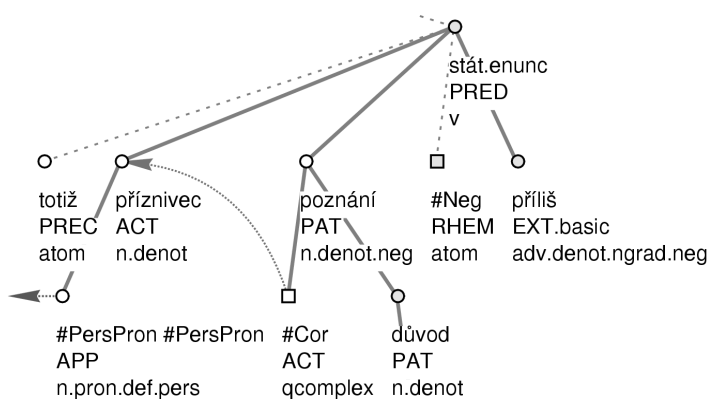 stát.enunc
PRED
v
totiž
PREC
atom
příznivec
ACT
n.denot
poznání
PAT
n.denot.neg
#Neg
RHEM
atom
příliš
EXT.basic
adv.denot.ngrad.neg
#PersPron #PersPron
APP
n.pron.def.pers
#Cor
ACT
qcomplex
důvod
PAT
n.denot